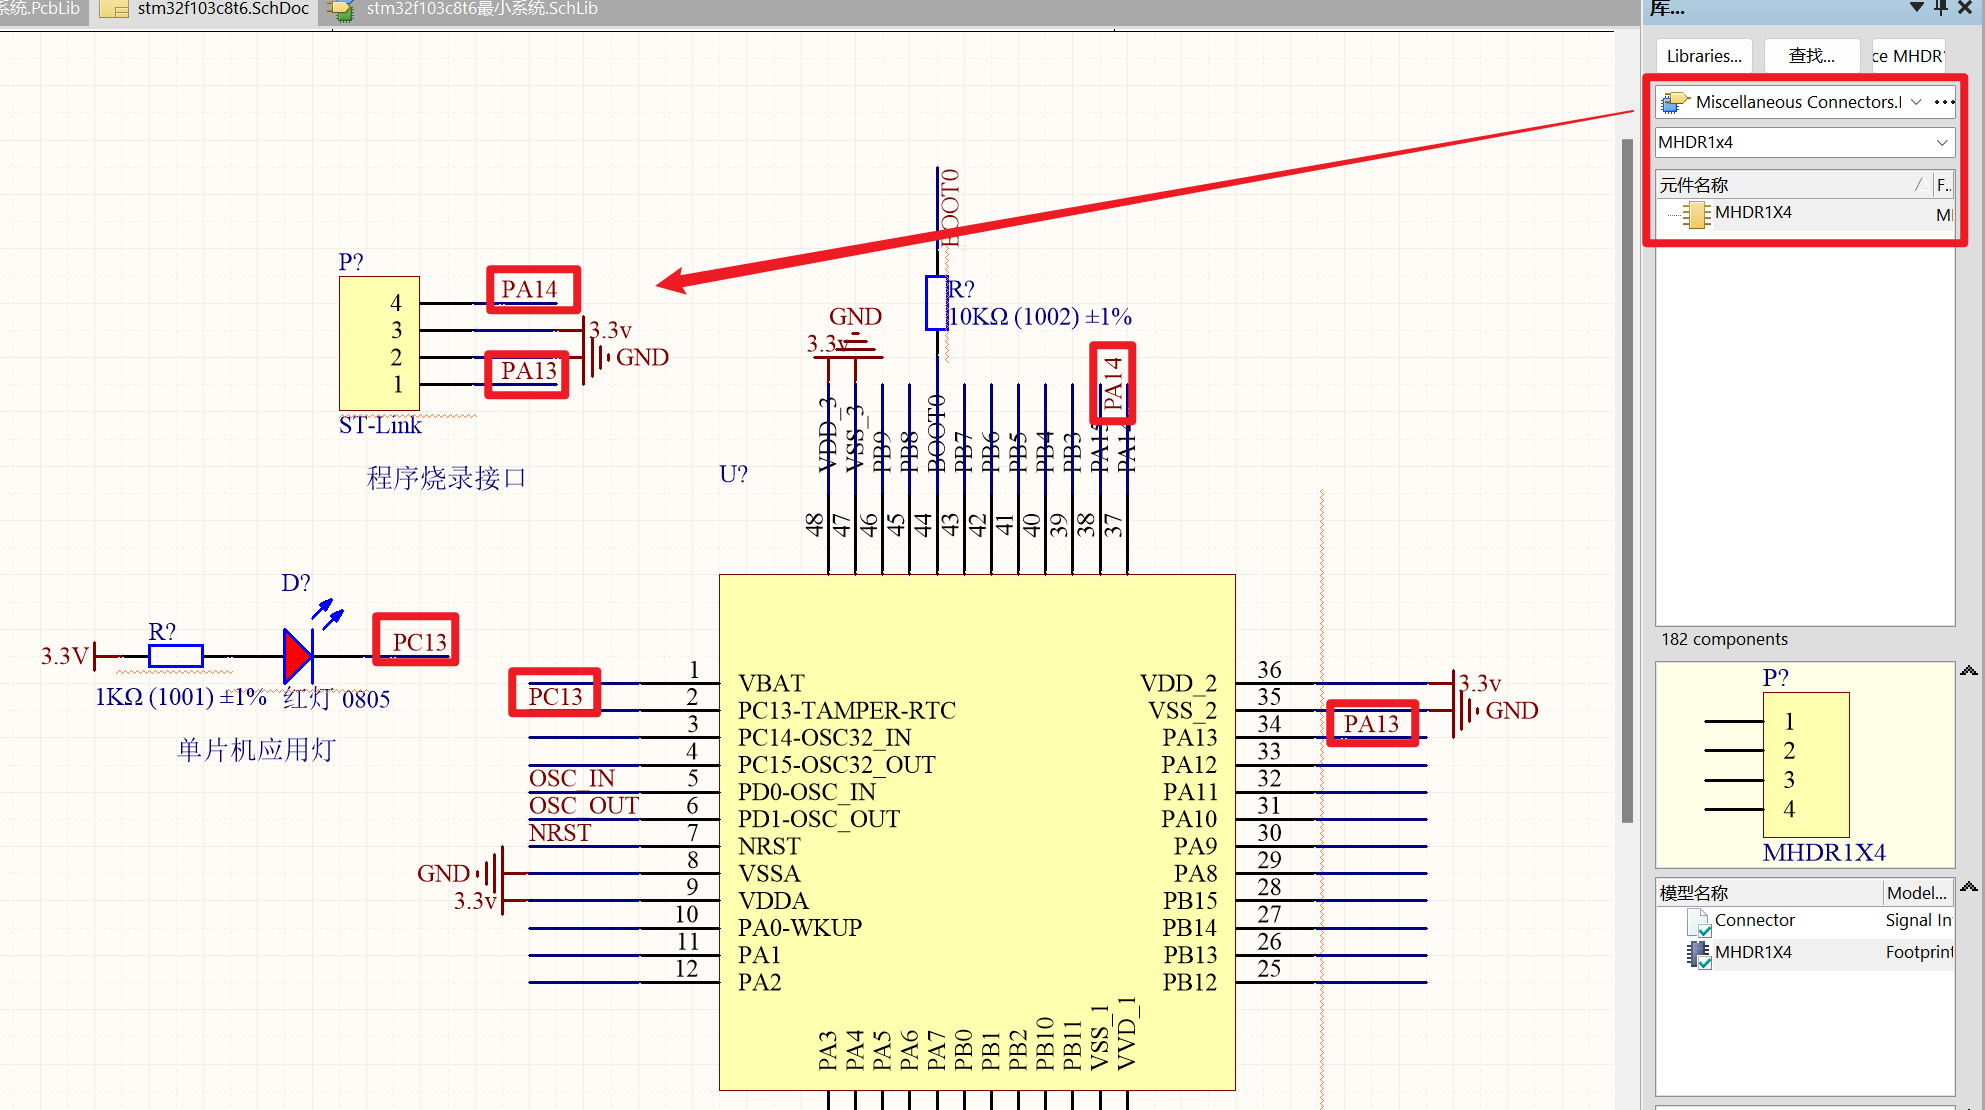 系统.PcbLib
stm32f103c8t6.SchDoc
stm32f103c8t6最小系统.SchLib
库...
Libraries...
查找...
ce MHDR
Miscellaneous Connectors.I
MHDR1x4
元件名称
F..
MHDR1X4
MI
182 components
P?
1
2
3
4
MHDR1X4
模型名称
Model...
Connector
Signal In
MHDR1X4
Footprint
P?
4
3
2
1
PA14
3.3v
GND
PA13
ST-Link
程序烧录接口
BOOT0
R?
10KΩ (1002) ±1%
GND
3.3v
PA14
VDD_3
VSS_3
PB9
PB8
BOOT0
PB7
PB6
PB5
PB4
PB3
PA15
PA14
48
47
46
45
44
43
42
41
40
39
38
37
U?
D?
3.3V
R?
PC13
1KΩ (1001) ±1%
红灯 0805
单片机应用灯
PC13
OSC_IN
OSC_OUT
NRST
GND
3.3v
1 VBAT
2 PC13-TAMPER-RTC
3 PC14-OSC32_IN
4 PC15-OSC32_OUT
5 PD0-OSC_IN
6 PD1-OSC_OUT
7 NRST
8 VSSA
9 VDDA
10 PA0-WKUP
11 PA1
12 PA2
VDD_2 36
VSS_2 35
PA13 34
PA12 33
PA11 32
PA10 31
PA9 30
PA8 29
PB15 28
PB14 27
PB13 26
PB12 25
3.3v
GND
PA13
PA3
PA4
PA5
PA6
PA7
PB0
PB1
PB2
PB10
PB11
VSS_1
VVD_1